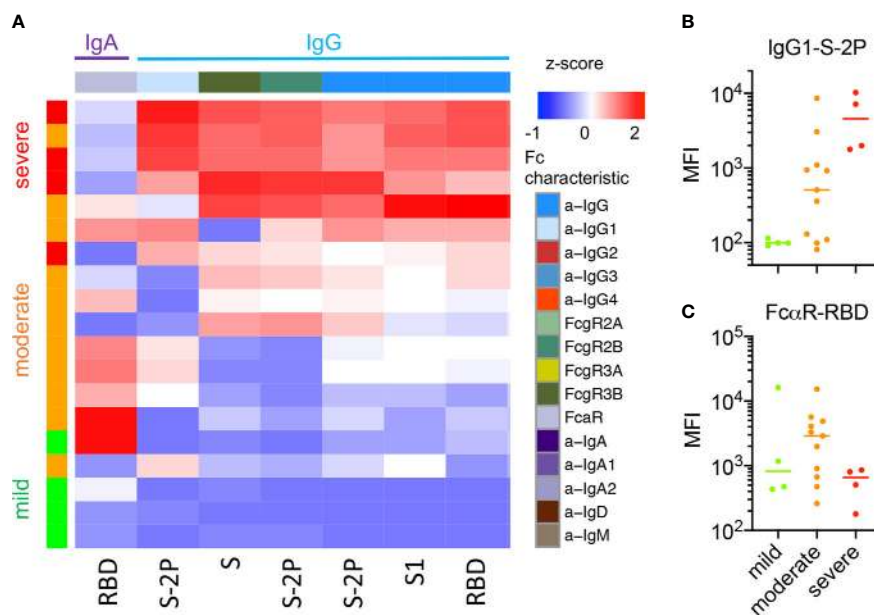 A
IgA
IgG
z-score
-1 0 2
Fc
characteristic
a-IgG
a-IgG1
a-IgG2
a-IgG3
a-IgG4
FcgR2A
FcgR2B
FcgR3A
FcgR3B
FcaR
a-IgA
a-IgA1
a-IgA2
a-IgD
a-IgM
severe
moderate
mild
RBD S-2P S S-2P S-2P S1 RBD
B
IgG1-S-2P
MFI
10⁴
10³
10²
C
FcαR-RBD
MFI
10⁵
10⁴
10³
10²
mild moderate severe